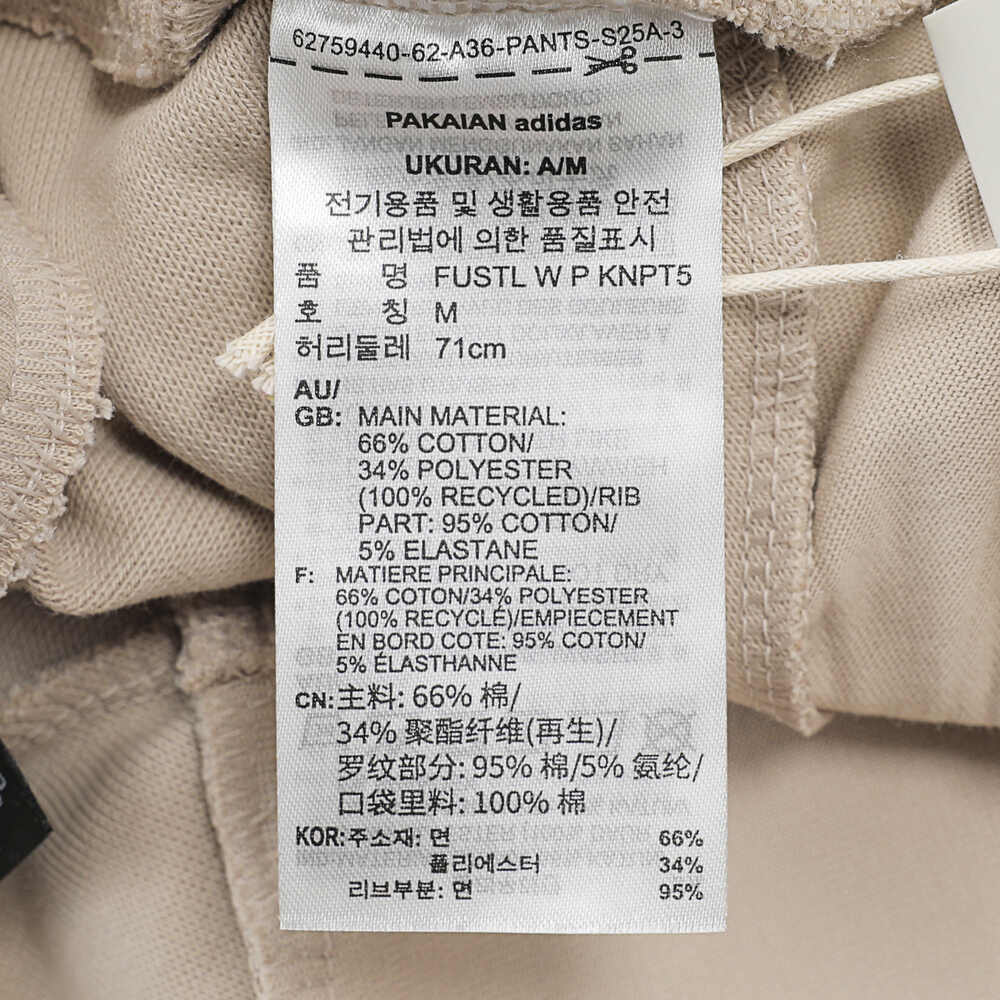 62759440-62-A36-PANTS-S25A-3
PAKAIAN adidas
UKURAN: A/M
전기용품 및 생활용품 안전
관리법에 의한 품질표시
품 명 FUSTL W P KNPT5
호 칭 M
허리둘레 71cm
AU/
GB: MAIN MATERIAL:
66% COTTON/
34% POLYESTER
(100% RECYCLED)/RIB
PART: 95% COTTON/
5% ELASTANE
F: MATIERE PRINCIPALE:
66% COTON/34% POLYESTER
(100% RECYCLÉ)/EMPIECEMENT
EN BORD COTE: 95% COTON/
5% ÉLASTHANNE
CN:主料: 66% 棉/
34% 聚酯纤维(再生)/
罗纹部分: 95% 棉/5% 氨纶/
口袋里料: 100% 棉
KOR:주소재: 면 66%
폴리에스터 34%
리브부분: 면 95%